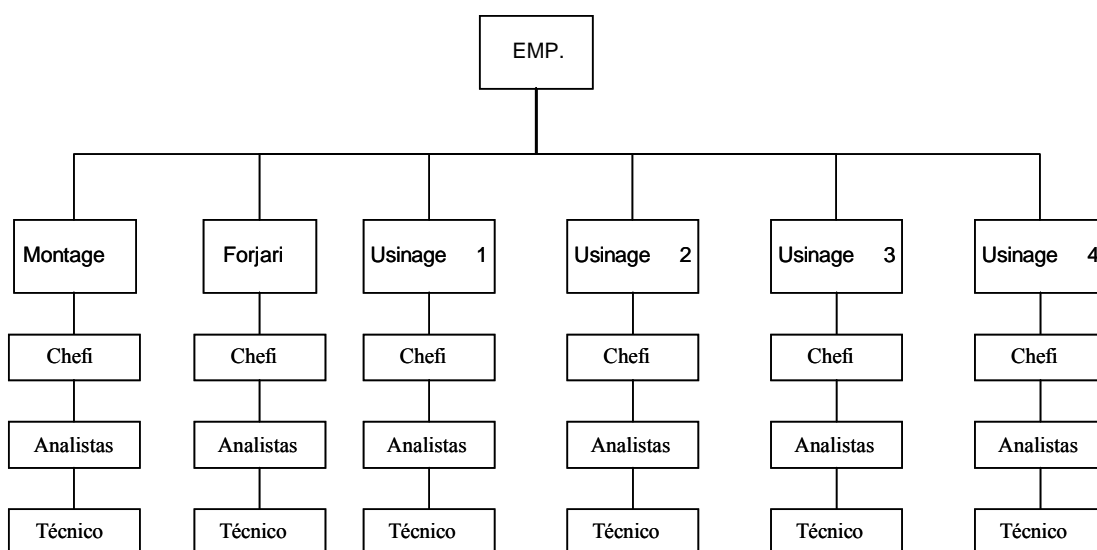 EMP.
Montage Forjari Usinage 1 Usinage 2 Usinage 3 Usinage 4
Chefi Chefi Chefi Chefi Chefi Chefi
Analistas Analistas Analistas Analistas Analistas Analistas
Técnico Técnico Técnico Técnico Técnico Técnico